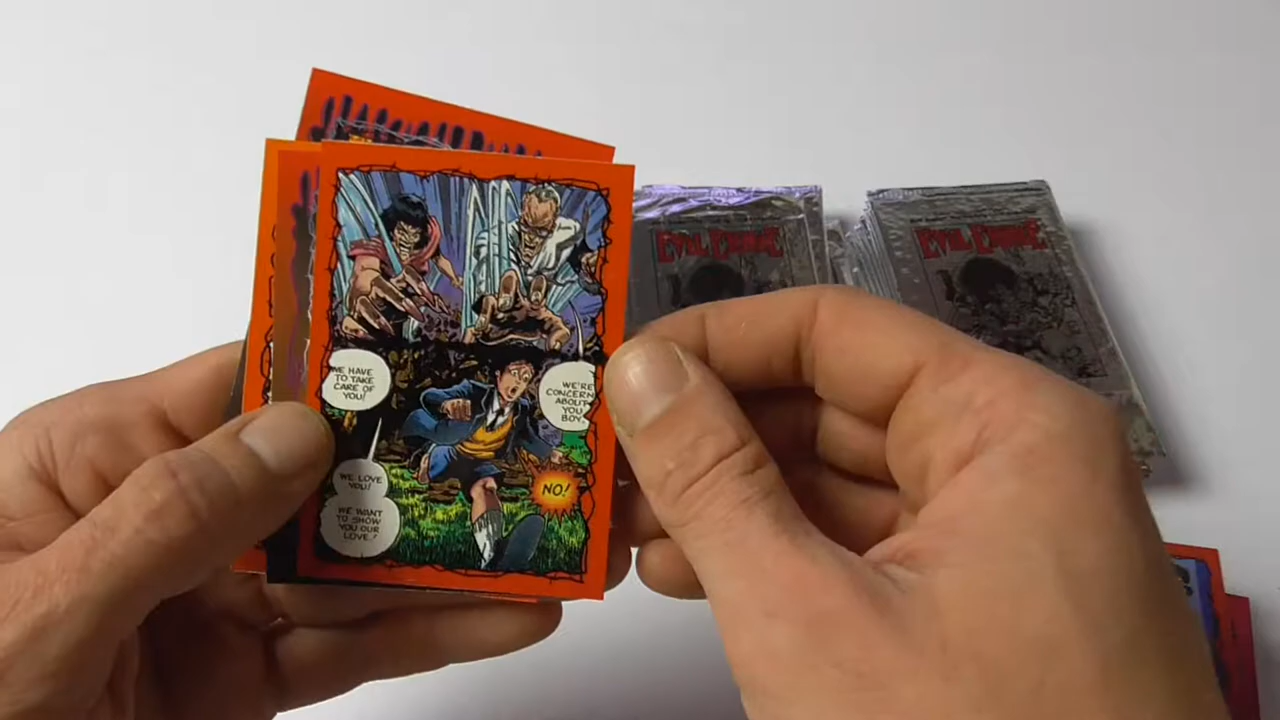 EVIL ERNIE
EVIL ERNIE
WE HAVE
TO TAKE
CARE OF
YOU!
WE'RE
CONCERN
ABOUT
YOU
BOY.
WE LOVE
YOU!
WE WANT
TO SHOW
YOU OUR
LOVE!
NO!